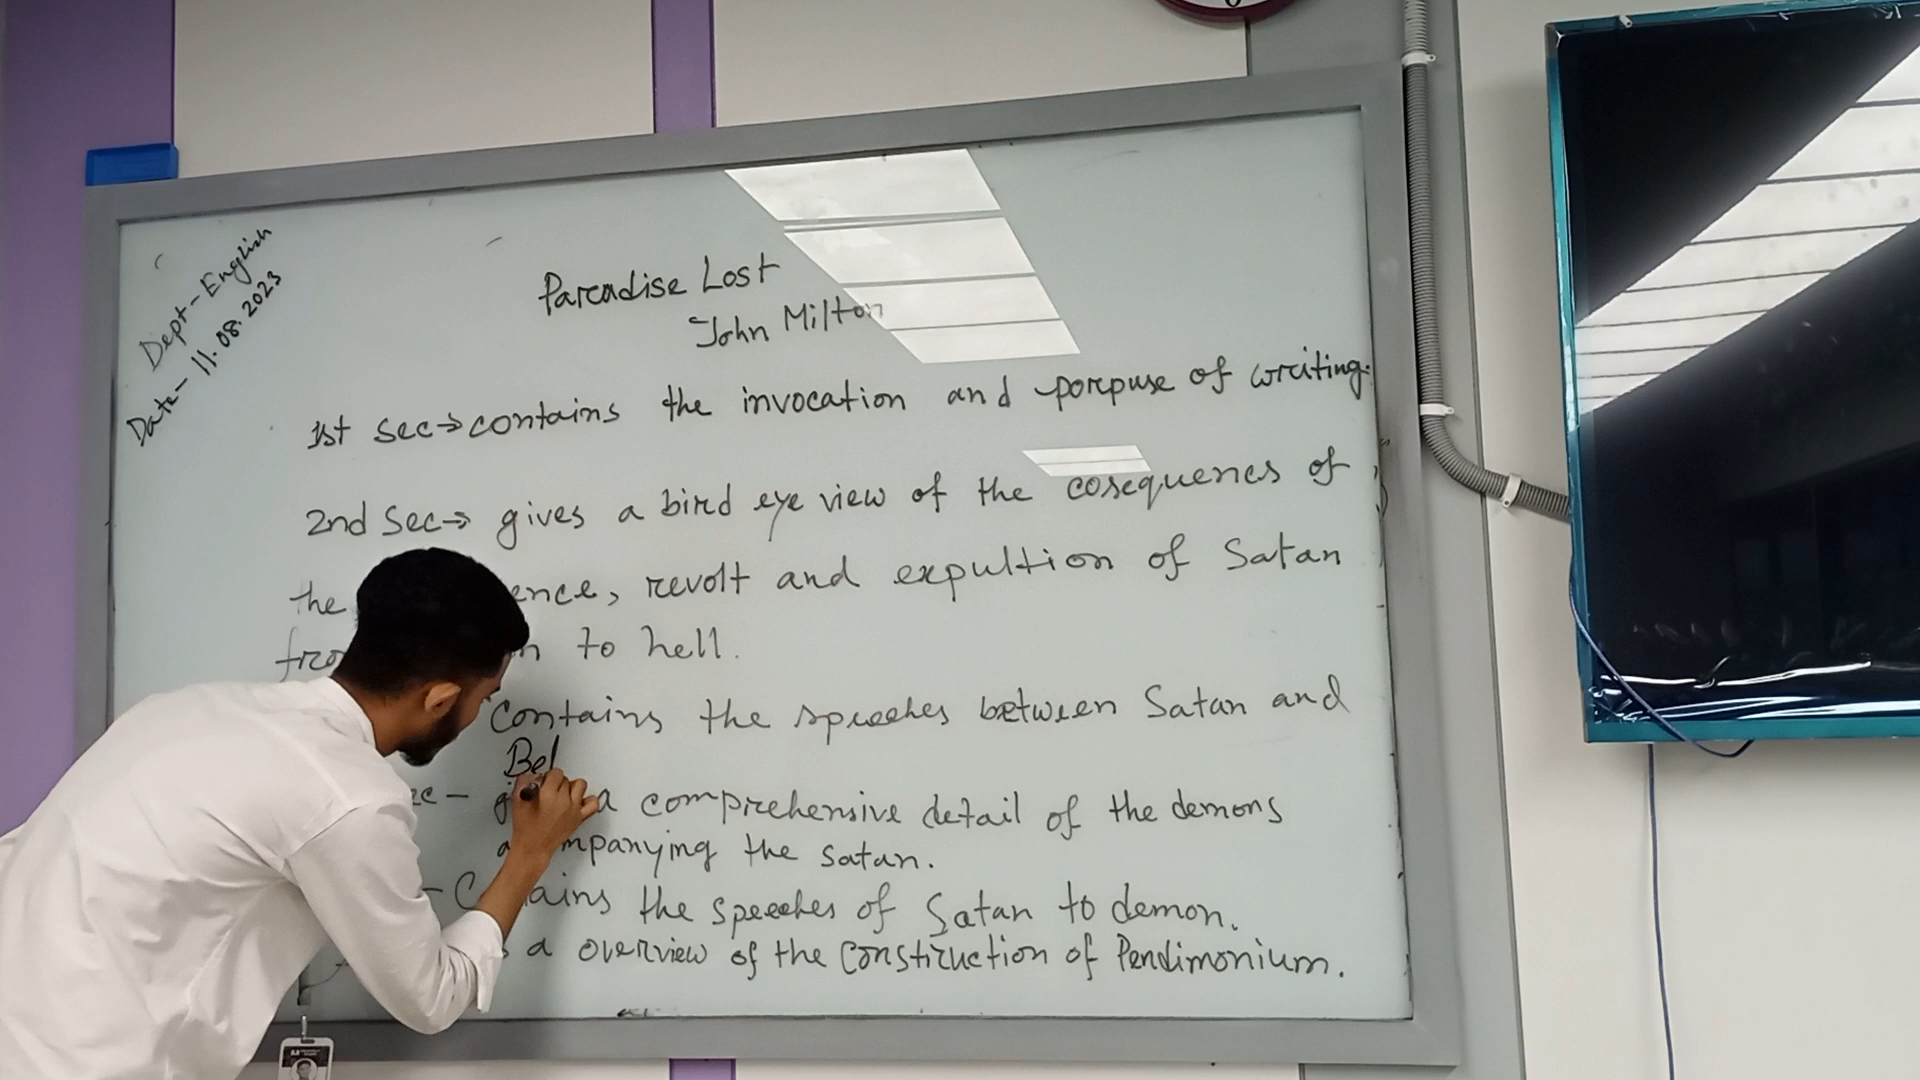 Dept - English
Date - 11.08.2023
Paradise Lost
John Milton
1st sec → contains the invocation and porpuse of writing.
2nd Sec → gives a bird eye view of the cosequences of
the ence, revolt and expultion of Satan
to hell.
Contains the speeches between Satan and
Bel
- a comprehensive detail of the demons
mpanying the satan.
- ains the speeches of Satan to demon.
a overview of the construction of Pendimonium.